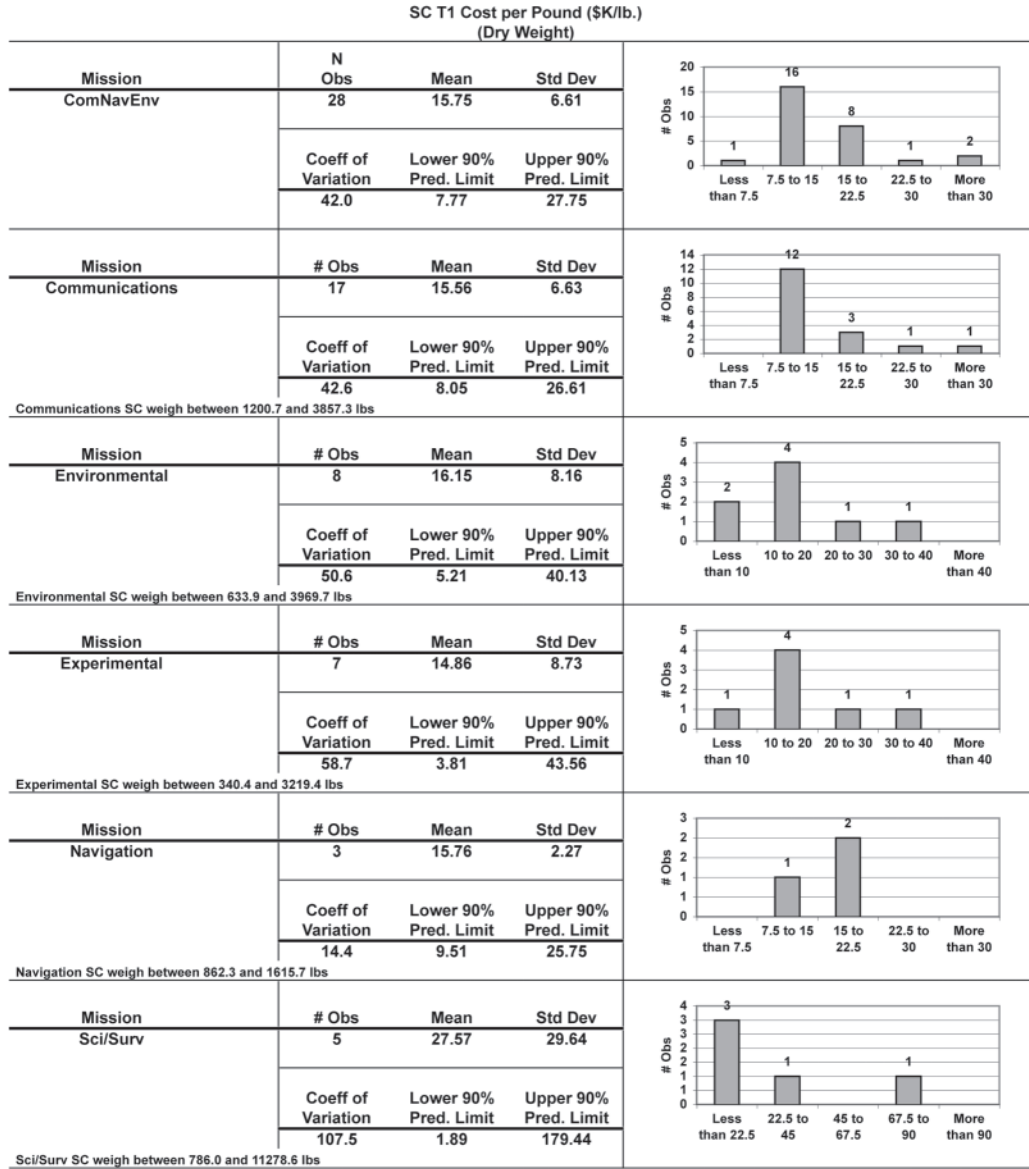 SC T1 Cost per Pound ($K/lb.)
(Dry Weight)
N
Mission Obs Mean Std Dev
ComNavEnv 28 15.75 6.61
Coeff of Lower 90% Upper 90%
Variation Pred. Limit Pred. Limit
42.0 7.77 27.75
20
15
10
5
0
# Obs
1 16 8 1 2
Less 7.5 to 15 15 to 22.5 to More
than 7.5 22.5 30 than 30
Mission # Obs Mean Std Dev
Communications 17 15.56 6.63
Coeff of Lower 90% Upper 90%
Variation Pred. Limit Pred. Limit
42.6 8.05 26.61
Communications SC weigh between 1200.7 and 3857.3 lbs
14
12
10
8
6
4
2
0
# Obs
12 3 1 1
Less 7.5 to 15 15 to 22.5 to More
than 7.5 22.5 30 than 30
Mission # Obs Mean Std Dev
Environmental 8 16.15 8.16
Coeff of Lower 90% Upper 90%
Variation Pred. Limit Pred. Limit
50.6 5.21 40.13
Environmental SC weigh between 633.9 and 3969.7 lbs
5
4
3
2
1
0
# Obs
2 4 1 1
Less 10 to 20 20 to 30 30 to 40 More
than 10 than 40
Mission # Obs Mean Std Dev
Experimental 7 14.86 8.73
Coeff of Lower 90% Upper 90%
Variation Pred. Limit Pred. Limit
58.7 3.81 43.56
Experimental SC weigh between 340.4 and 3219.4 lbs
5
4
3
2
1
0
# Obs
1 4 1 1
Less 10 to 20 20 to 30 30 to 40 More
than 10 than 40
Mission # Obs Mean Std Dev
Navigation 3 15.76 2.27
Coeff of Lower 90% Upper 90%
Variation Pred. Limit Pred. Limit
14.4 9.51 25.75
Navigation SC weigh between 862.3 and 1615.7 lbs
3
2
2
1
1
0
# Obs
1 2
Less 7.5 to 15 15 to 22.5 to More
than 7.5 22.5 30 than 30
Mission # Obs Mean Std Dev
Sci/Surv 5 27.57 29.64
Coeff of Lower 90% Upper 90%
Variation Pred. Limit Pred. Limit
107.5 1.89 179.44
Sci/Surv SC weigh between 786.0 and 11278.6 lbs
4
3
3
2
2
1
1
0
# Obs
3 1 1
Less 22.5 to 45 to 67.5 to More
than 22.5 45 67.5 90 than 90